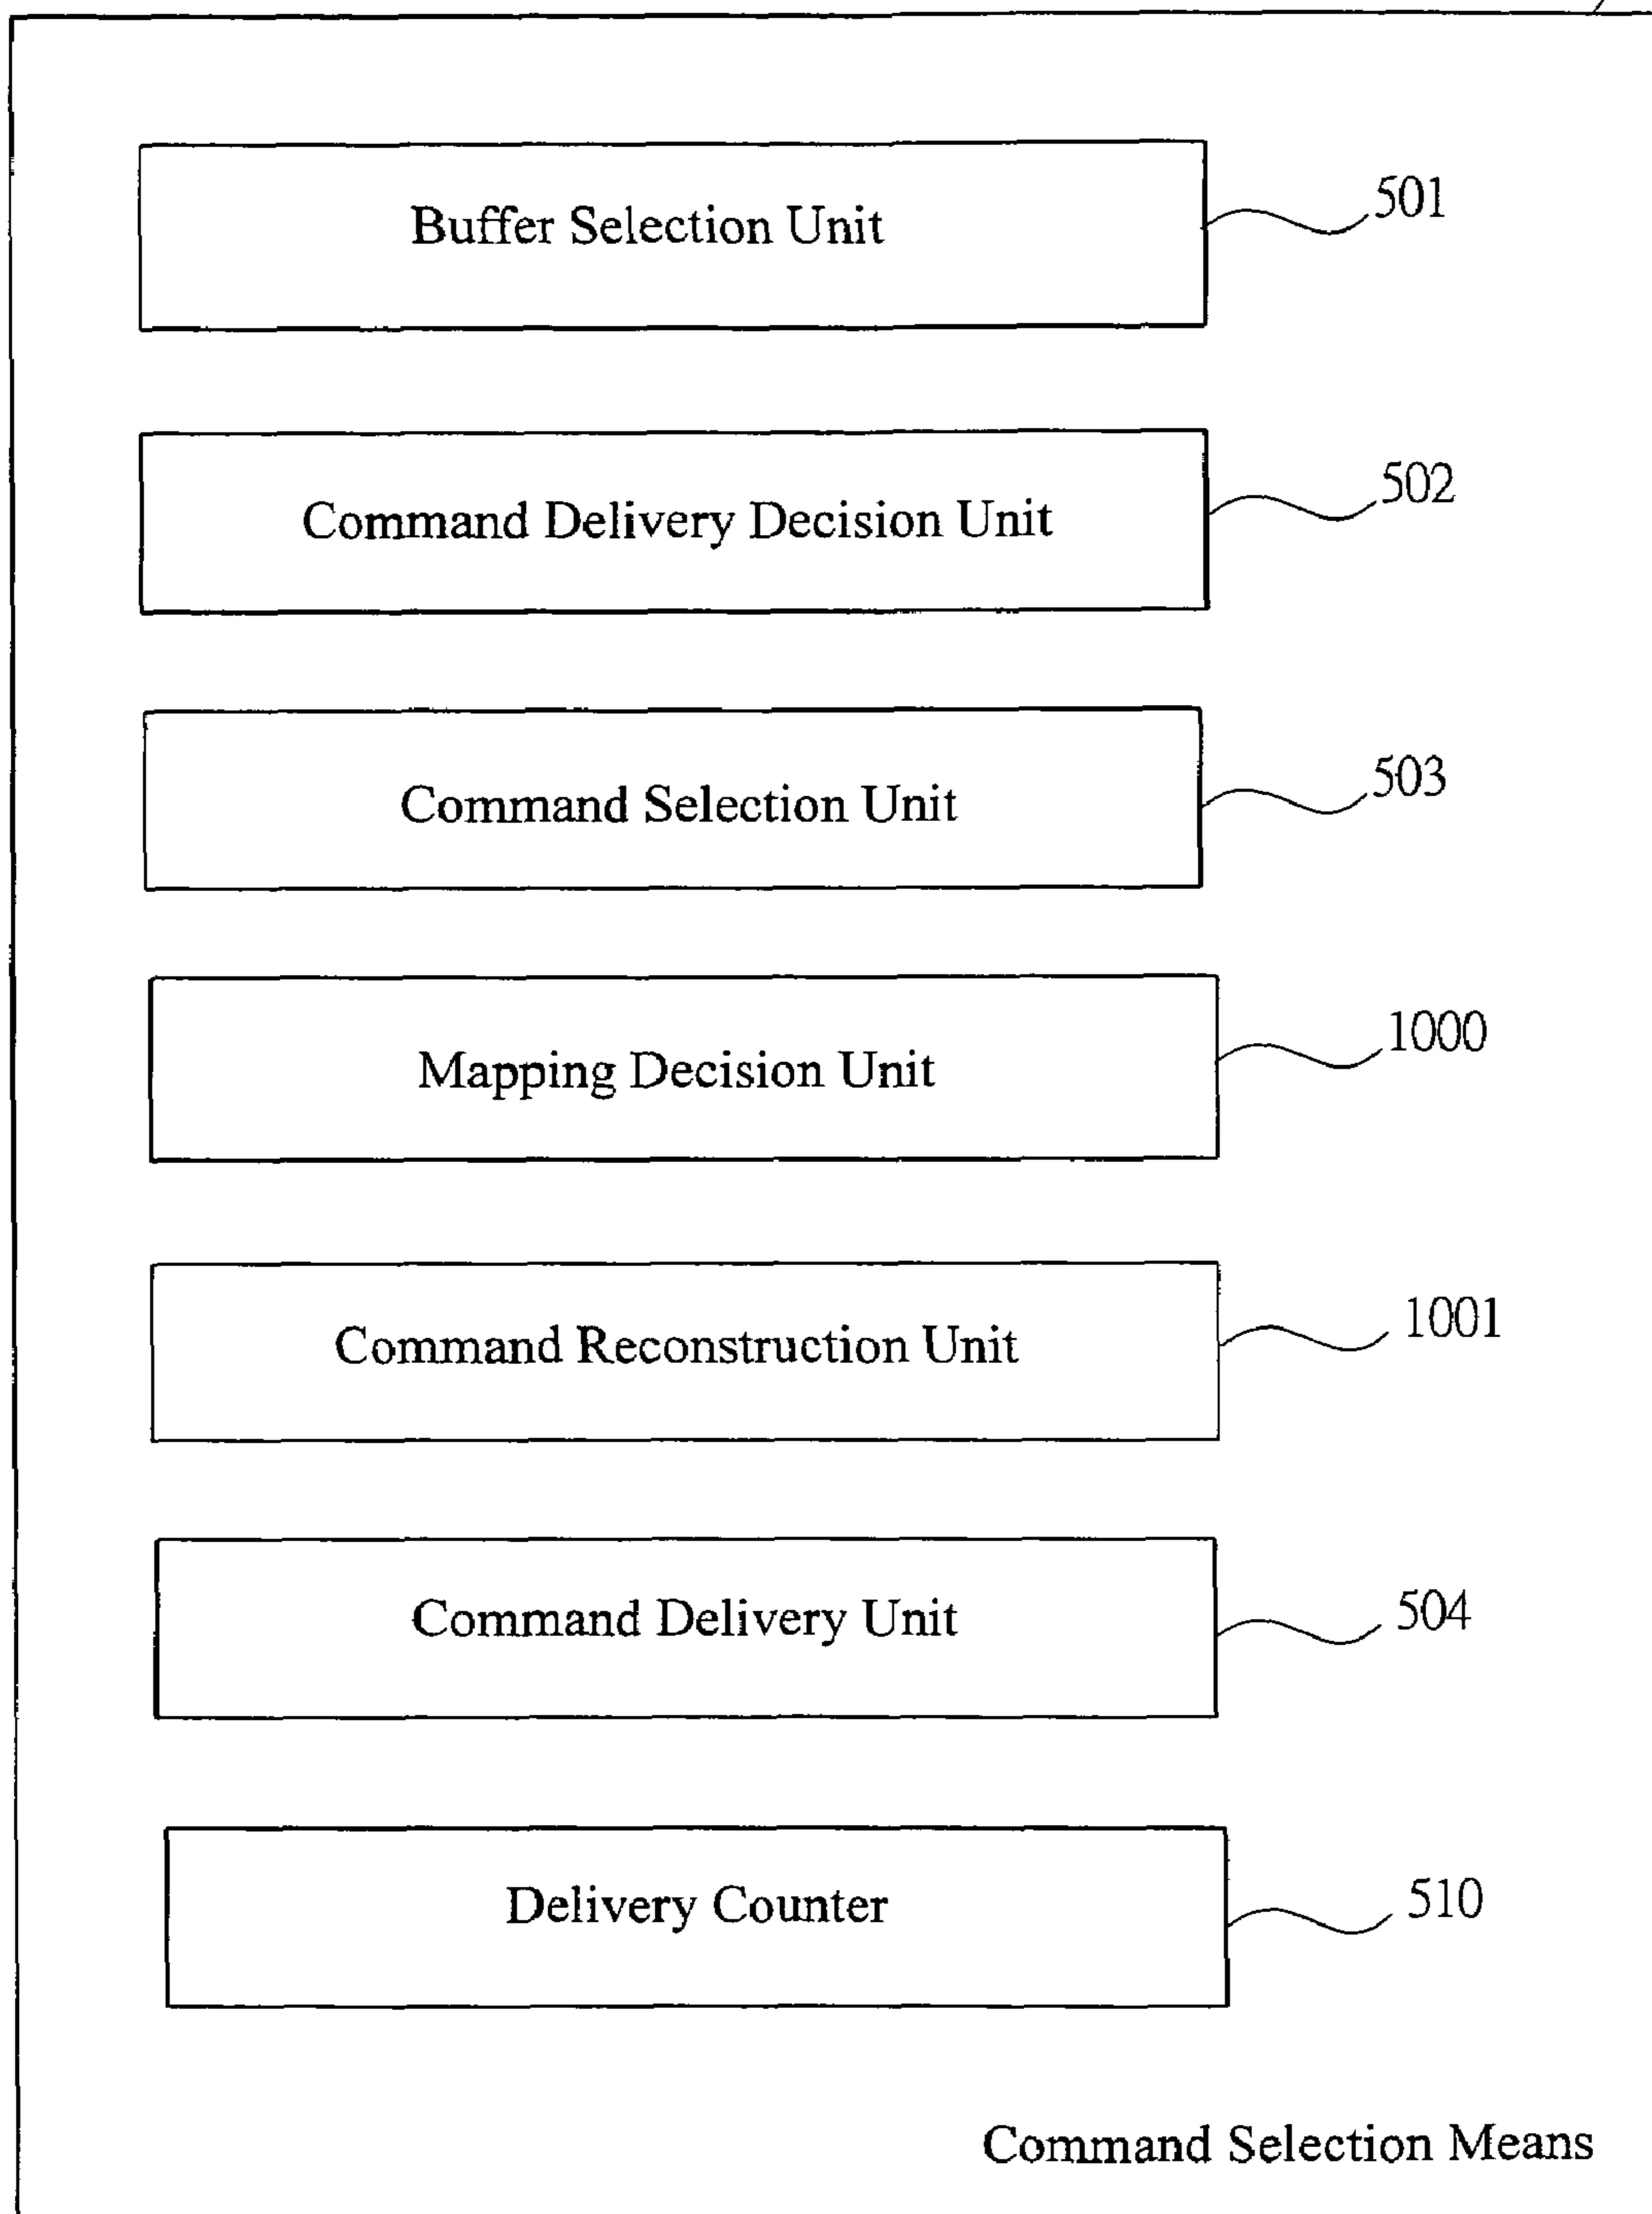 Buffer Selection Unit 501
Command Delivery Decision Unit 502
Command Selection Unit 503
Mapping Decision Unit 1000
Command Reconstruction Unit 1001
Command Delivery Unit 504
Delivery Counter 510
Command Selection Means